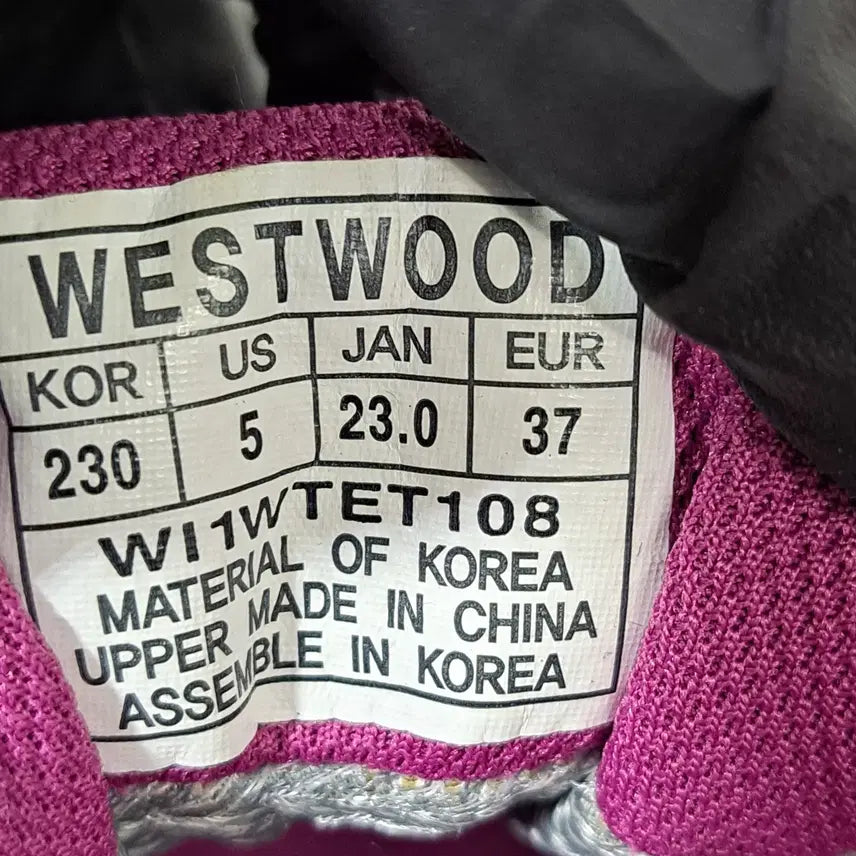 WESTWOOD
KOR US JAN EUR
230 5 23.0 37
WI1WTET108
MATERIAL OF KOREA
UPPER MADE IN CHINA
ASSEMBLE IN KOREA